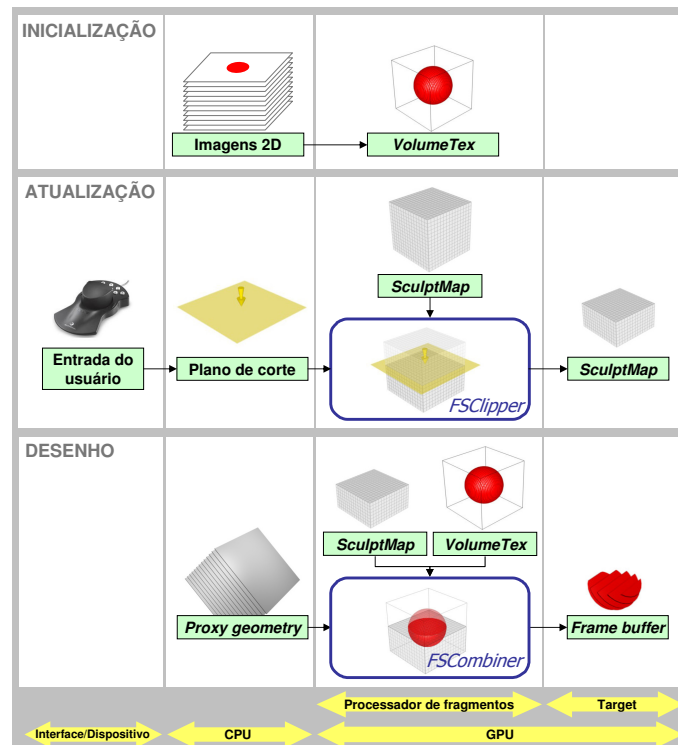 INICIALIZAÇÃO
Imagens 2D
VolumeTex
ATUALIZAÇÃO
SculptMap
Entrada do
usuário
Plano de corte
FSClipper
SculptMap
DESENHO
SculptMap
VolumeTex
Proxy geometry
FSCombiner
Frame buffer
Processador de fragmentos
Target
Interface/Dispositivo
CPU
GPU